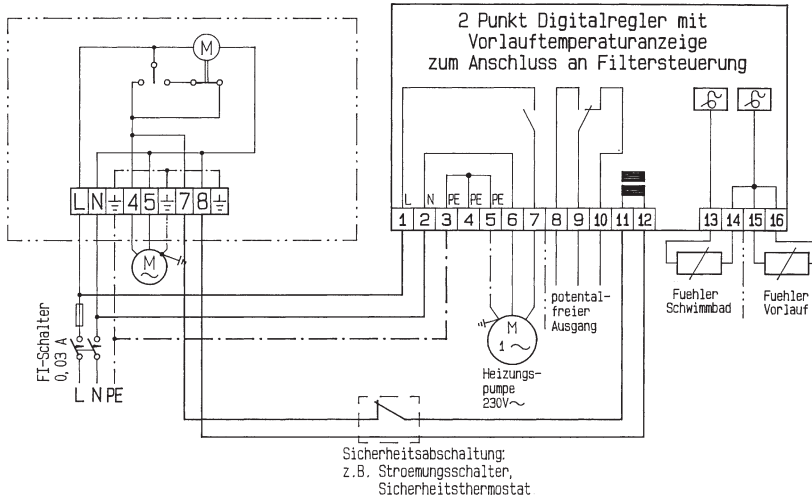 2 Punkt Digitalregler mit
Vorlauftemperaturanzeige
zum Anschluss an Filtersteuerung
M
L N 4 5 7 8
M
L N PE PE PE
1 2 3 4 5 6 7 8 9 10 11 12 13 14 15 16
Fuehler
Schwimmbad
Fuehler
Vorlauf
potental-
freier
Ausgang
M
1
Heizungs-
pumpe
230V~
FI-Schalter
0,03 A
L N PE
Sicherheitsabschaltung:
z.B. Stroemungsschalter,
Sicherheitsthermostat